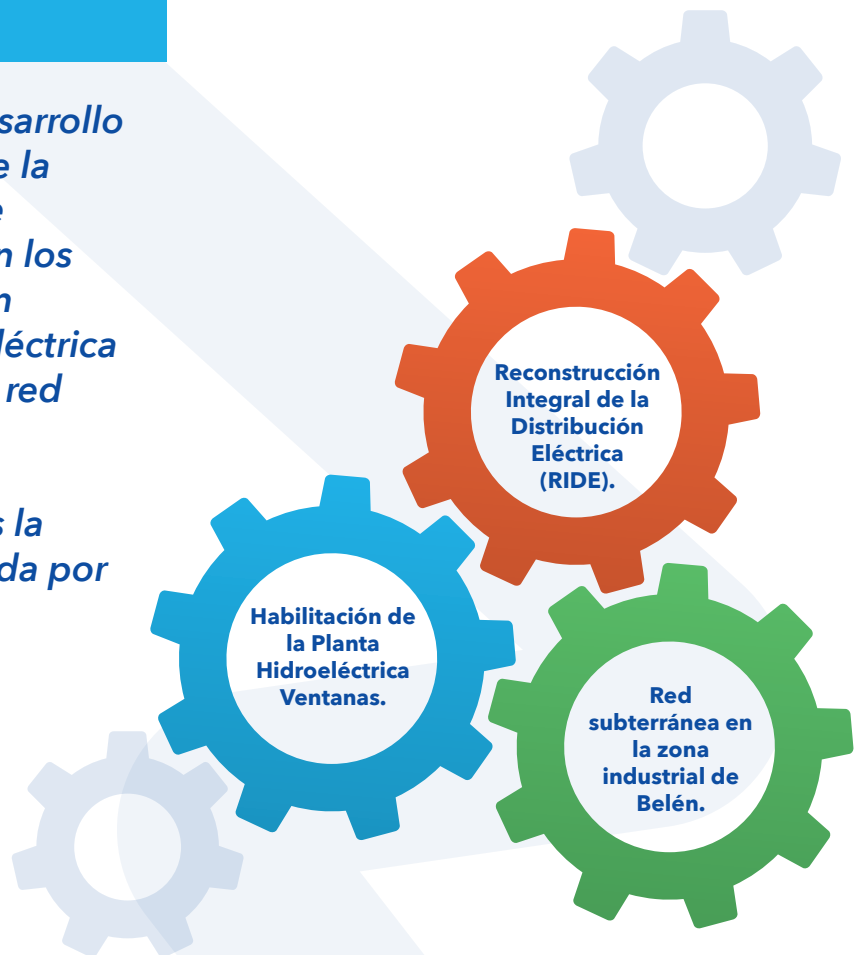 sarrollo
e la
e
n los
n
léctrica
red
s la
da por
Reconstrucción
Integral de la
Distribución
Eléctrica
(RIDE).
Habilitación de
la Planta
Hidroeléctrica
Ventanas.
Red
subterránea en
la zona
industrial de
Belén.